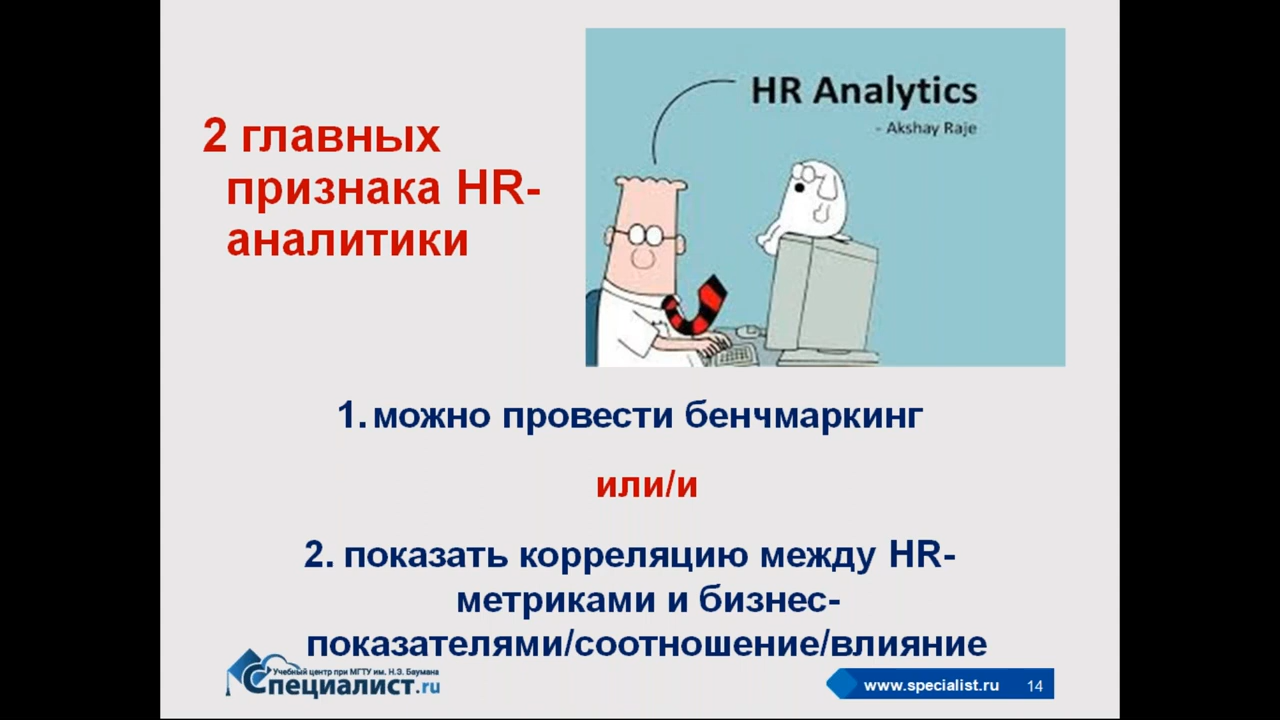 2 главных
признака HR-
аналитики
HR Analytics
- Akshay Raje
1. можно провести бенчмаркинг
или/и
2. показать корреляцию между HR-
метриками и бизнес-
показателями/соотношение/влияние
Учебный центр при МГТУ им. Н.Э. Баумана
Специалист.ru
www.specialist.ru 14